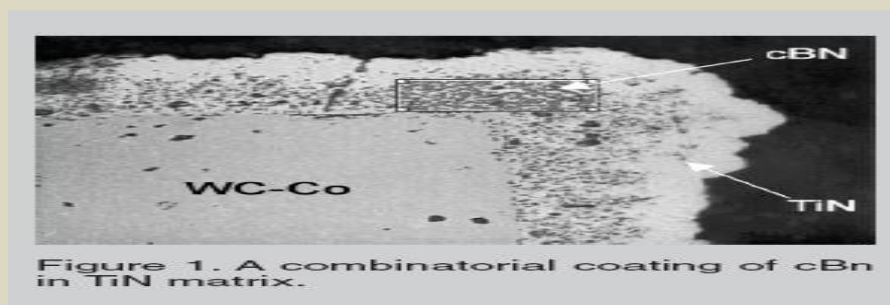 cBN
WC-Co
TiN
Figure 1. A combinatorial coating of cBn
in TiN matrix.